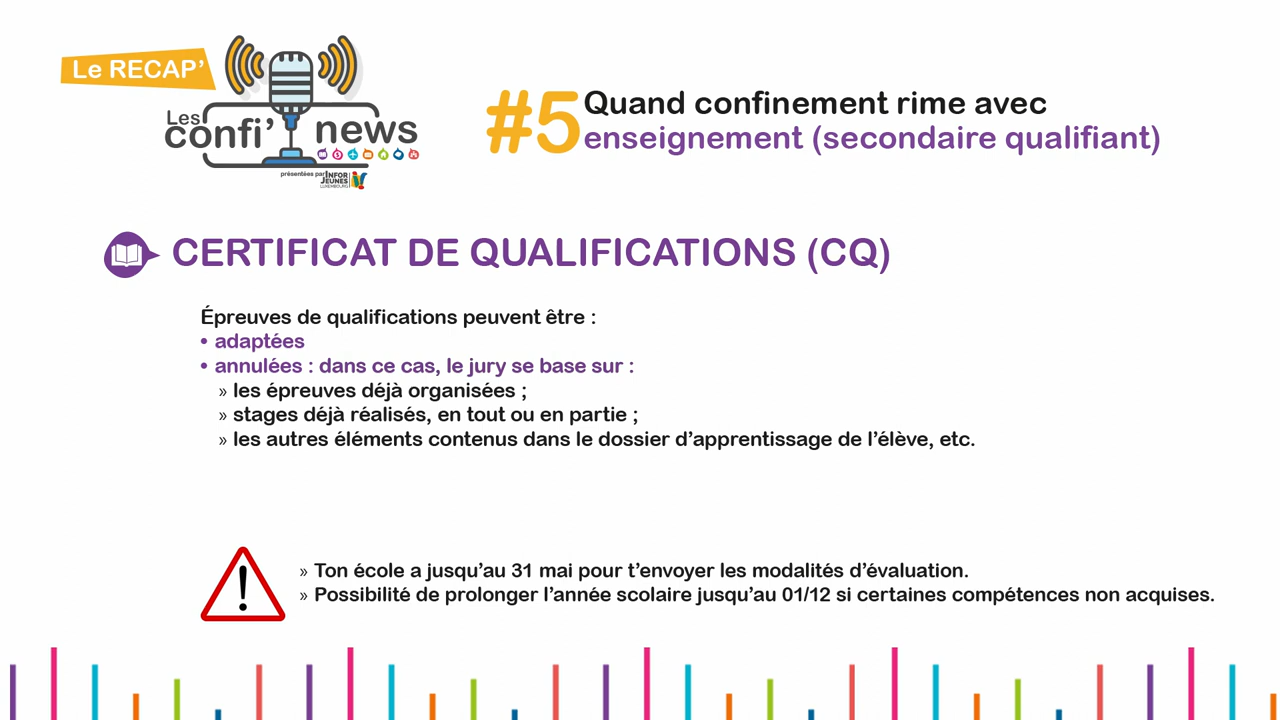 Le RECAP’
Les
confi’ news
présentées par INFOR
JEUNES
LUXEMBOURG
#5 Quand confinement rime avec
enseignement (secondaire qualifiant)
CERTIFICAT DE QUALIFICATIONS (CQ)
Épreuves de qualifications peuvent être :
• adaptées
• annulées : dans ce cas, le jury se base sur :
» les épreuves déjà organisées ;
» stages déjà réalisés, en tout ou en partie ;
» les autres éléments contenus dans le dossier d’apprentissage de l’élève, etc.
!
» Ton école a jusqu’au 31 mai pour t’envoyer les modalités d’évaluation.
» Possibilité de prolonger l’année scolaire jusqu’au 01/12 si certaines compétences non acquises.